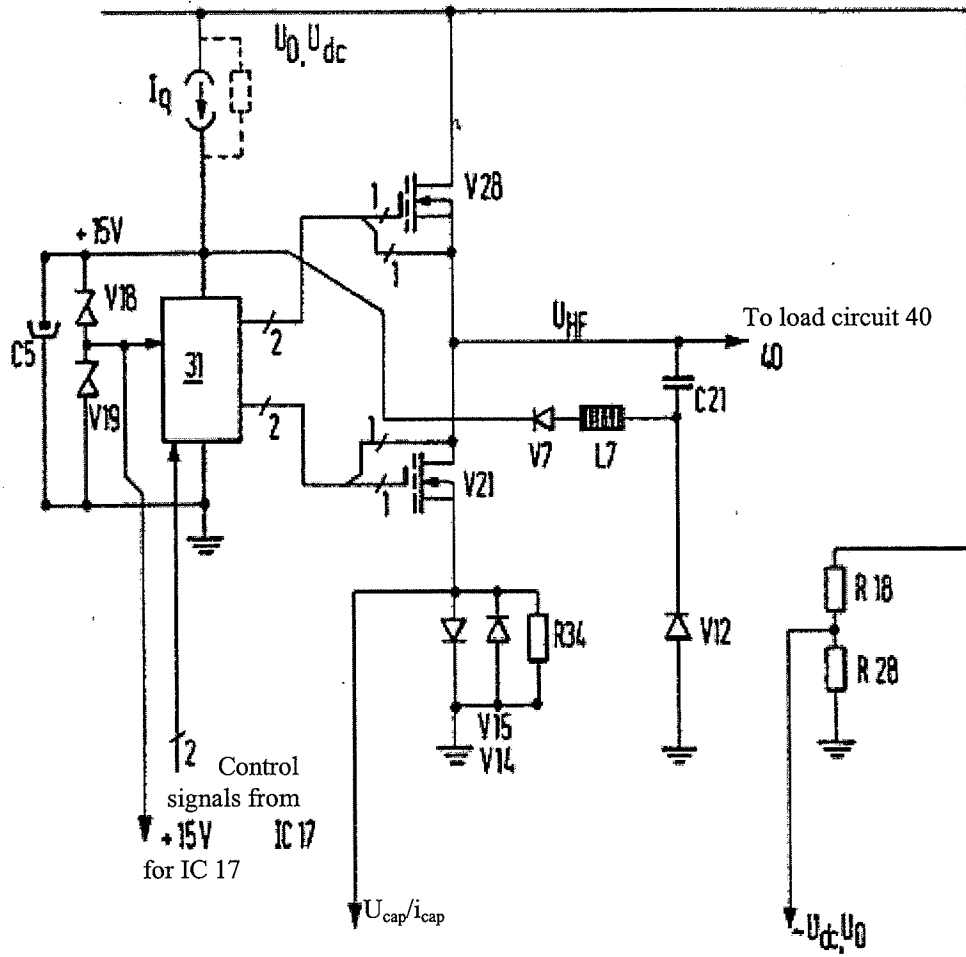 U0, Udc
Iq
1
V28
+15V
1
V18
2
UHF
To load circuit 40
40
C5
31
C21
V19
2
1
V7
L7
1
V21
R34
V12
R 18
R 28
V15
V14
2
Control
signals from
+15V
IC 17
for IC 17
Ucap/icap
~Udc, U0